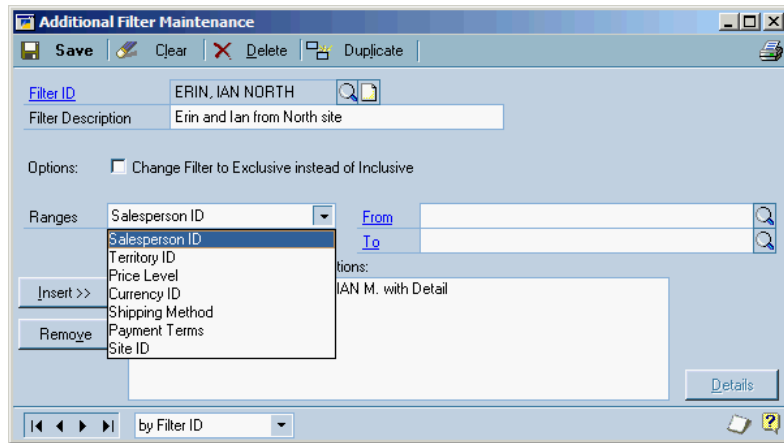 Additional Filter Maintenance
Save Clear Delete Duplicate
Filter ID ERIN, IAN NORTH
Filter Description Erin and Ian from North site
Options: Change Filter to Exclusive instead of Inclusive
Ranges Salesperson ID From
To
Salesperson ID
Territory ID
Price Level
Currency ID
Shipping Method
Payment Terms
Site ID
tions:
Insert >> IAN M. with Detail
Remove
Details
by Filter ID